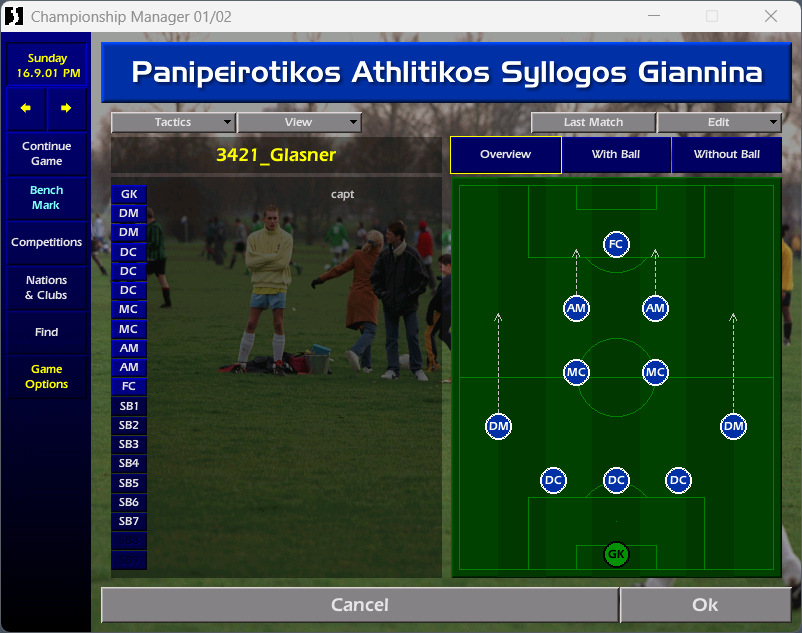 Championship Manager 01/02
Sunday
16.9.01 PM
Continue
Game
Bench
Mark
Competitions
Nations
& Clubs
Find
Game
Options
Panipeirotikos Athlitikos Syllogos Giannina
Tactics
View
Last Match
Edit
3421_Glasner
Overview
With Ball
Without Ball
GK capt
DM
DM
DC
DC
DC
MC
MC
AM
AM
FC
SB1
SB2
SB3
SB4
SB5
SB6
SB7
FC
AM AM
MC MC
DM DM
DC DC DC
GK
Cancel
Ok